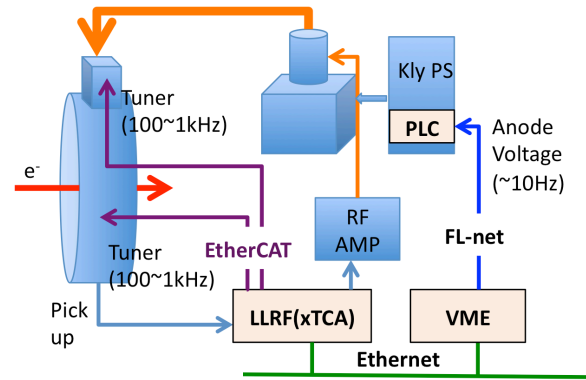 Kly PS
PLC
Tuner
(100~1kHz)
Anode
Voltage
(~10Hz)
e-
RF
AMP
FL-net
EtherCAT
Tuner
(100~1kHz)
Pick
up
LLRF(xTCA)
VME
Ethernet